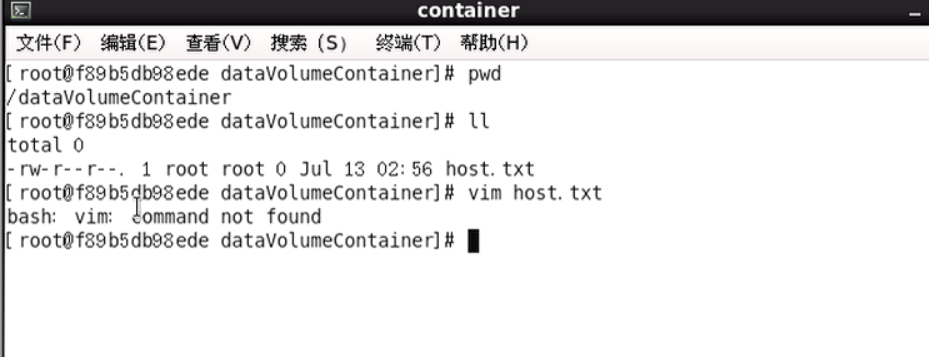 container
文件(F) 编辑(E) 查看(V) 搜索 (S) 终端(T) 帮助(H)
[root@f89b5db98ede dataVolumeContainer]# pwd
/dataVolumeContainer
[root@f89b5db98ede dataVolumeContainer]# ll
total 0
-rw-r--r--. 1 root root 0 Jul 13 02:56 host.txt
[root@f89b5db98ede dataVolumeContainer]# vim host.txt
bash: vim: command not found
[root@f89b5db98ede dataVolumeContainer]#